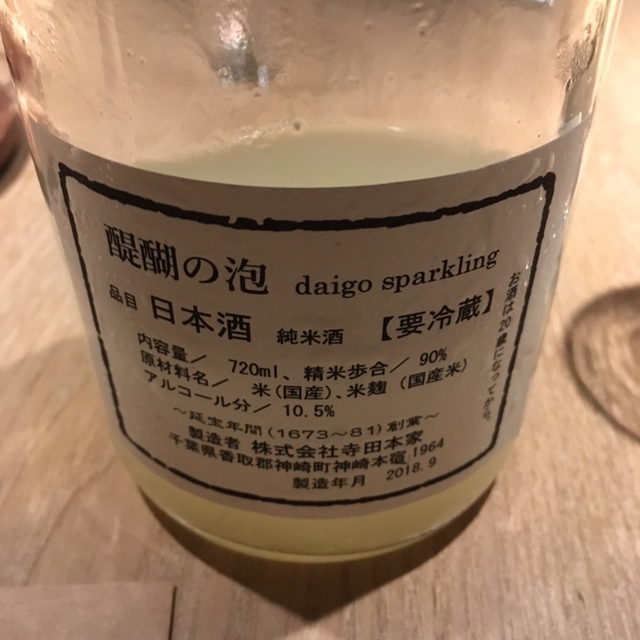 醍醐の泡 daigo sparkling
品目 日本酒 純米酒 【要冷蔵】
内容量／ 720ml、精米歩合／ 90%
原材料名／ 米(国産)、米麹(国産米)
アルコール分／ 10.5%
～延宝年間(1673～81)創業～
製造者 株式会社寺田本家
千葉県香取郡神崎町神崎本宿1964
製造年月 2018.9
お酒は20歳になってから。